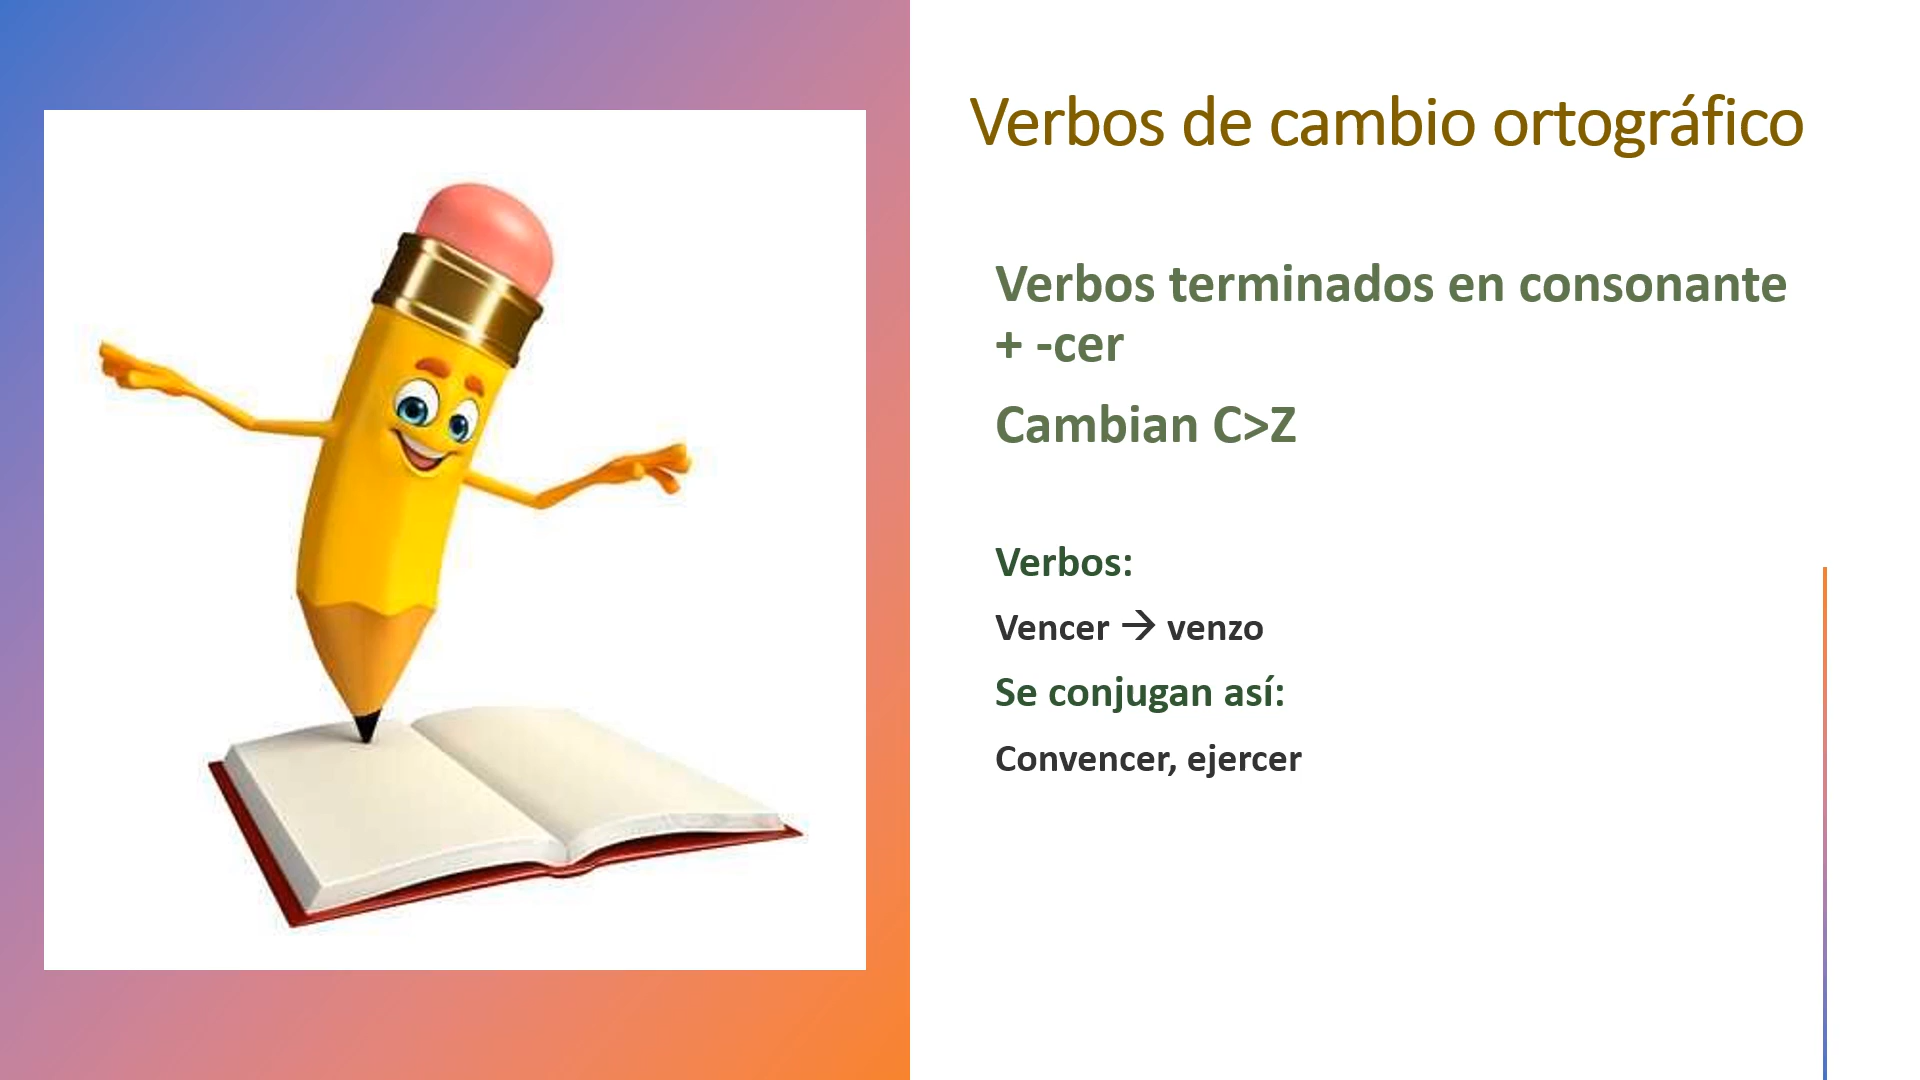 Verbos de cambio ortográfico
Verbos terminados en consonante
+ -cer
Cambian C>Z
Verbos:
Vencer → venzo
Se conjugan así:
Convencer, ejercer